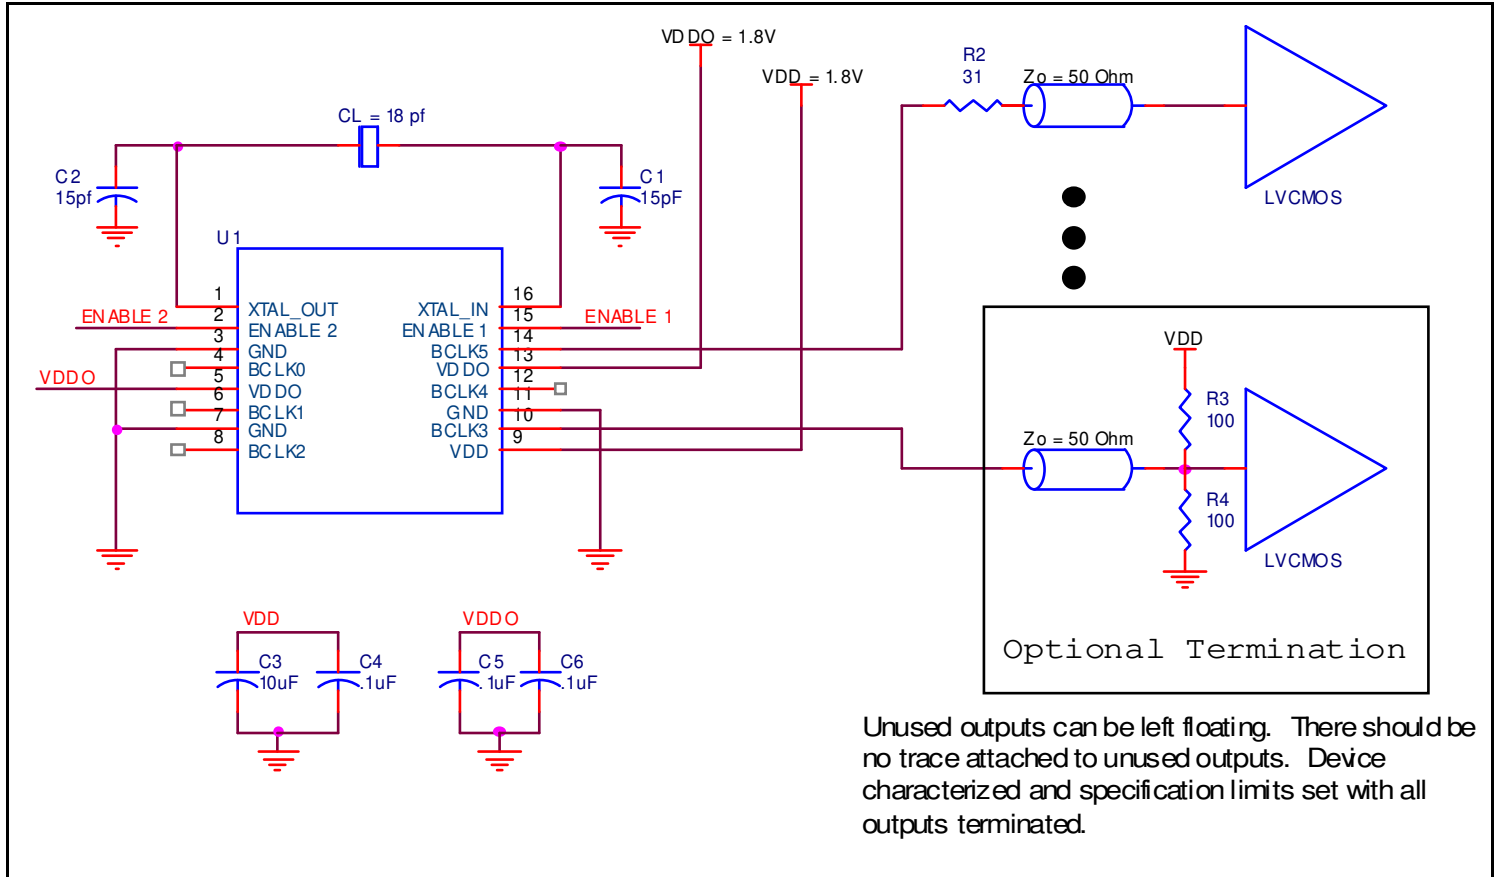 VDDO = 1.8V
VDD = 1.8V
R2
31
Zo = 50 Ohm
LVCMOS
CL = 18 pf
C2
15pf
C1
15pF
U1
1
2
3
4
5
6
7
8
XTAL_OUT
ENABLE 2
GND
BCLK0
VDDO
BCLK1
GND
BCLK2
XTAL_IN
ENABLE 1
BCLK5
VDDO
BCLK4
GND
BCLK3
VDD
16
15
14
13
12
11
10
9
ENABLE 2
VDDO
ENABLE 1
VDD
R3
100
Zo = 50 Ohm
R4
100
LVCMOS
Optional Termination
VDD
C3
10uF
C4
.1uF
VDDO
C5
.1uF
C6
.1uF
Unused outputs can be left floating. There should be
no trace attached to unused outputs. Device
characterized and specification limits set with all
outputs terminated.